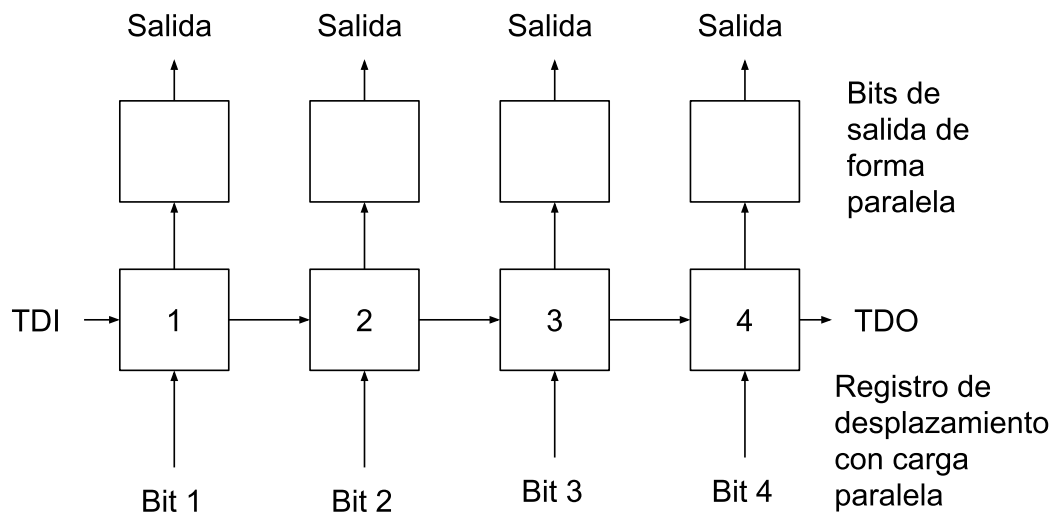 Salida Salida Salida Salida
Bits de
salida de
forma
paralela
TDI 1 2 3 4 TDO
Registro de
desplazamiento
con carga
paralela
Bit 1 Bit 2 Bit 3 Bit 4